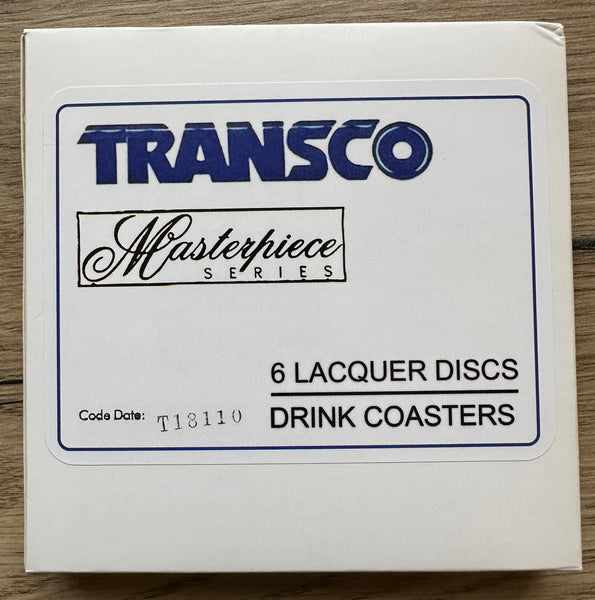 TRANSCO
Masterpiece
SERIES
6 LACQUER DISCS
Code Date: T18110
DRINK COASTERS